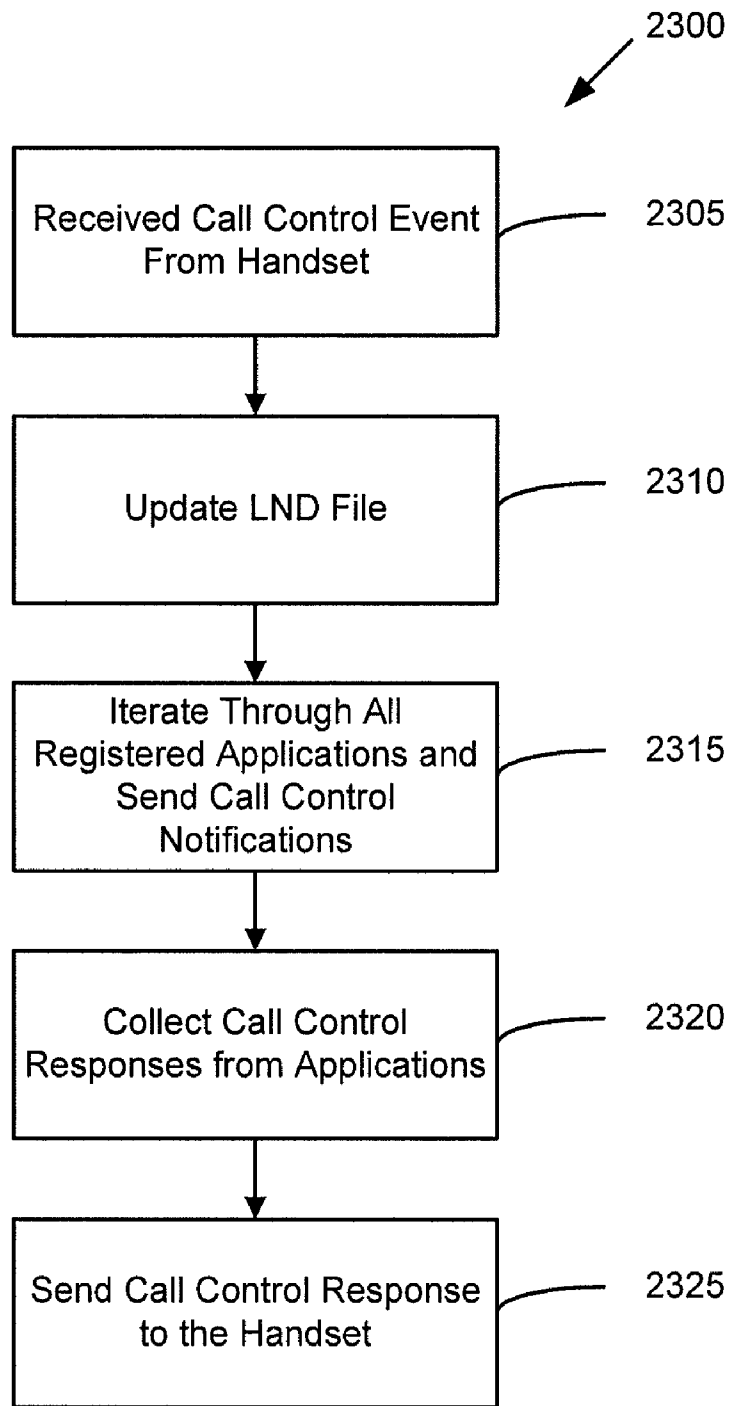 2300
Received Call Control Event
From Handset
2305
Update LND File
2310
Iterate Through All
Registered Applications and
Send Call Control
Notifications
2315
Collect Call Control
Responses from Applications
2320
Send Call Control Response
to the Handset
2325